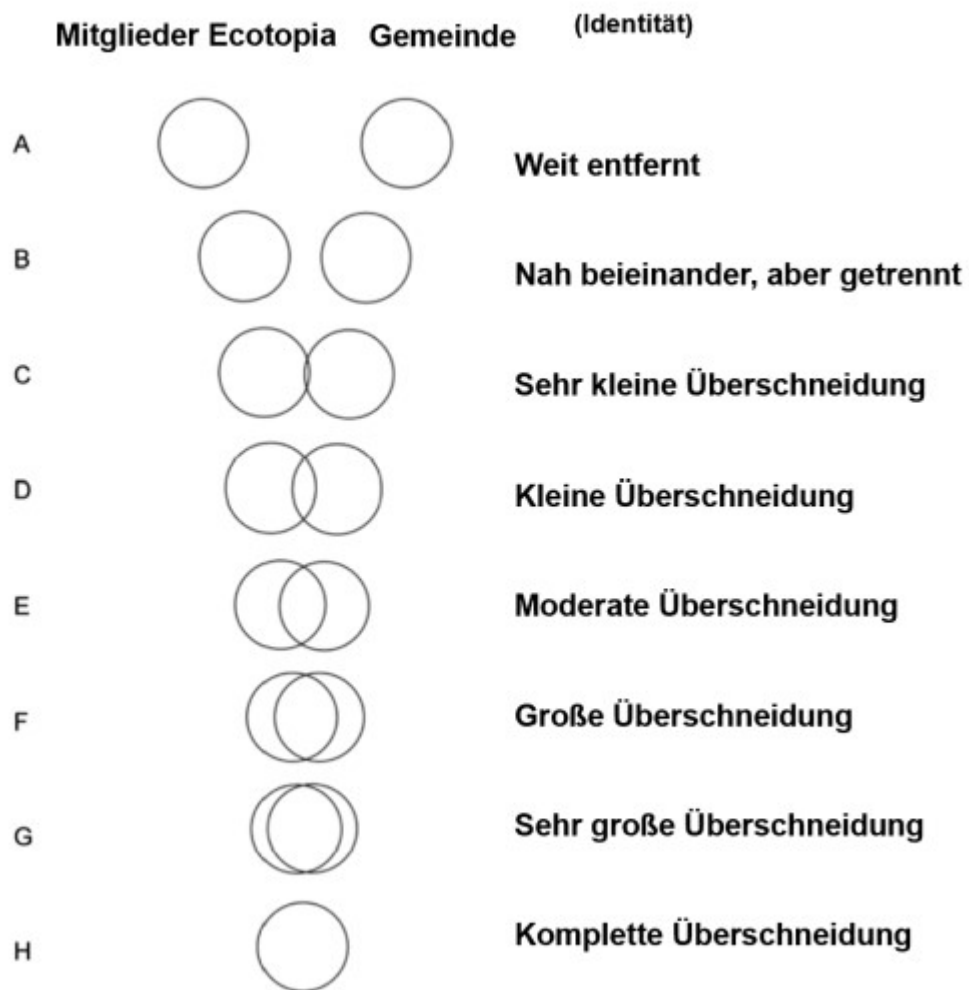 Mitglieder Ecotopia Gemeinde (Identität)
A Weit entfernt
B Nah beieinander, aber getrennt
C Sehr kleine Überschneidung
D Kleine Überschneidung
E Moderate Überschneidung
F Große Überschneidung
G Sehr große Überschneidung
H Komplette Überschneidung